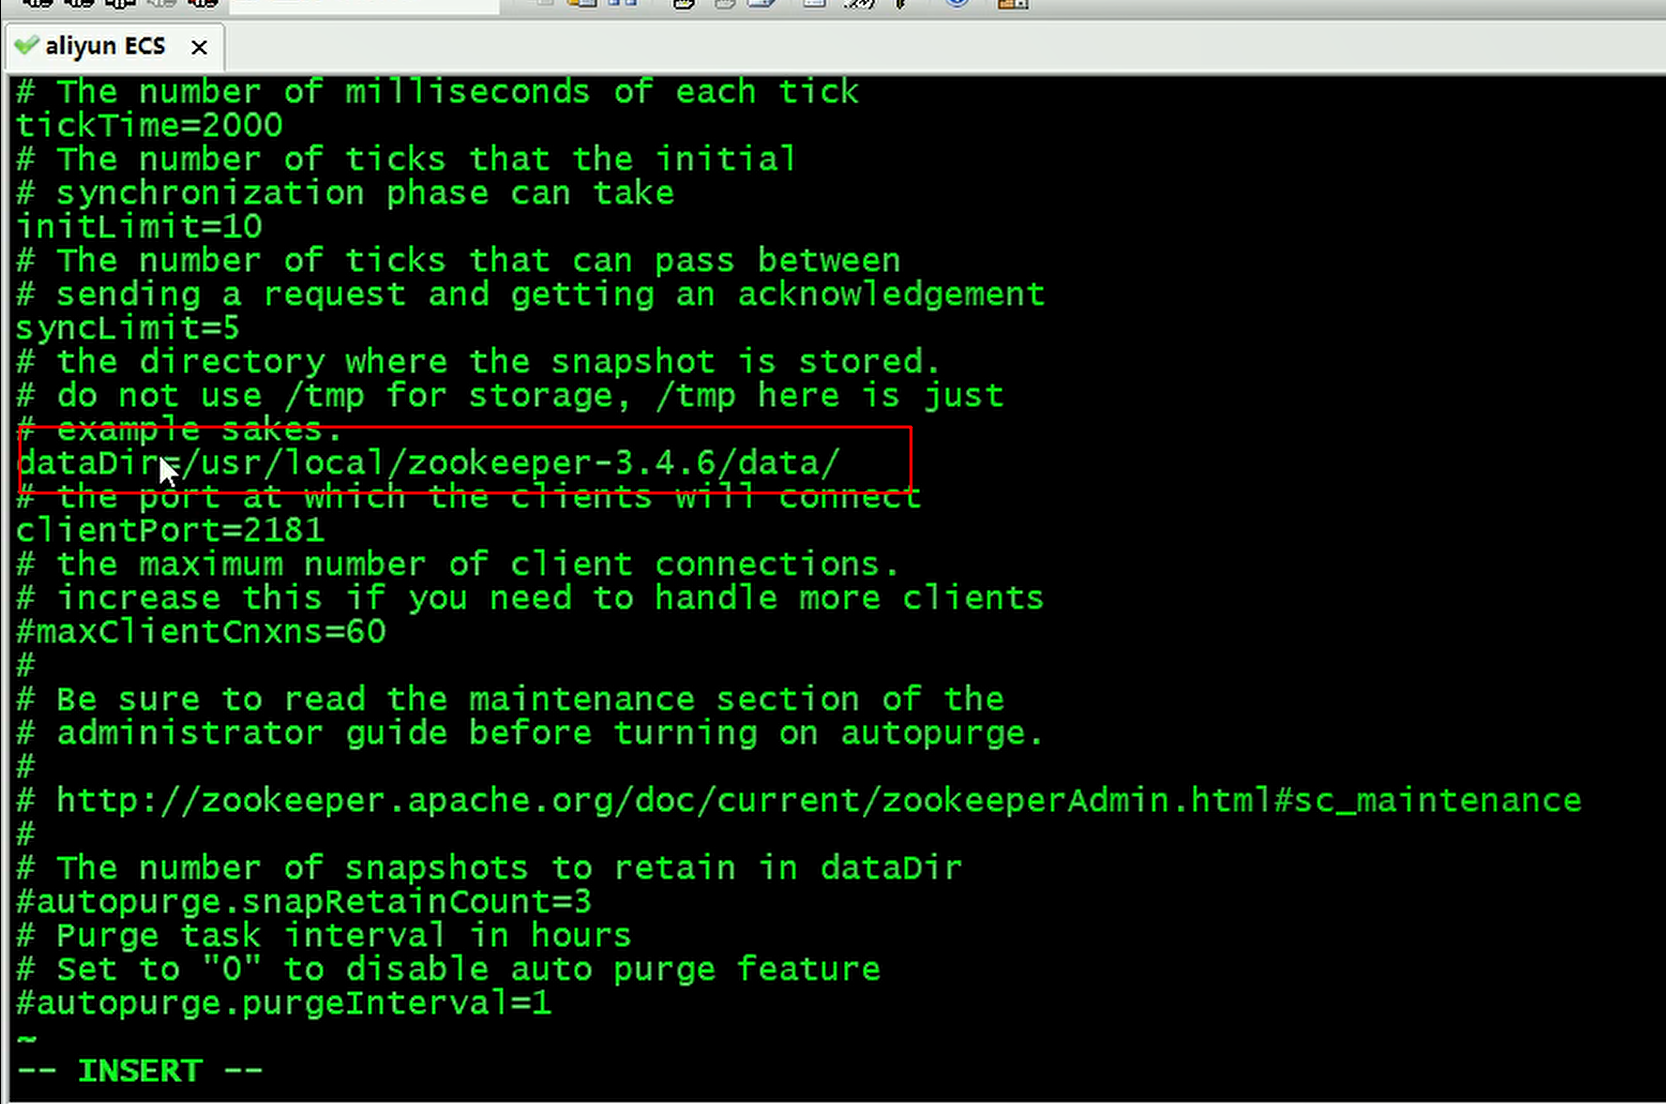 aliyun ECS
# The number of milliseconds of each tick
tickTime=2000
# The number of ticks that the initial
# synchronization phase can take
initLimit=10
# The number of ticks that can pass between
# sending a request and getting an acknowledgement
syncLimit=5
# the directory where the snapshot is stored.
# do not use /tmp for storage, /tmp here is just
# example sakes.
dataDir=/usr/local/zookeeper-3.4.6/data/
# the port at which the clients will connect
clientPort=2181
# the maximum number of client connections.
# increase this if you need to handle more clients
#maxClientCnxns=60
#
# Be sure to read the maintenance section of the
# administrator guide before turning on autopurge.
#
# http://zookeeper.apache.org/doc/current/zookeeperAdmin.html#sc_maintenance
#
# The number of snapshots to retain in dataDir
#autopurge.snapRetainCount=3
# Purge task interval in hours
# Set to "0" to disable auto purge feature
#autopurge.purgeInterval=1
~
-- INSERT --